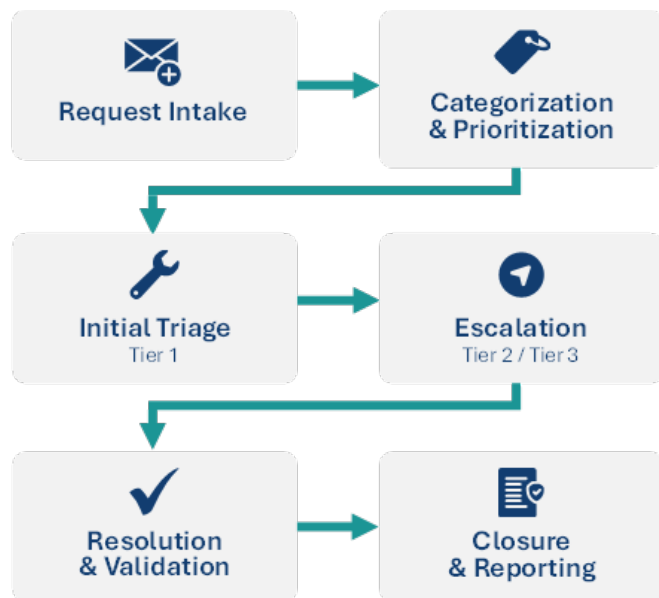 Request Intake
Categorization
& Prioritization
Initial Triage
Tier 1
Escalation
Tier 2 / Tier 3
Resolution
& Validation
Closure
& Reporting